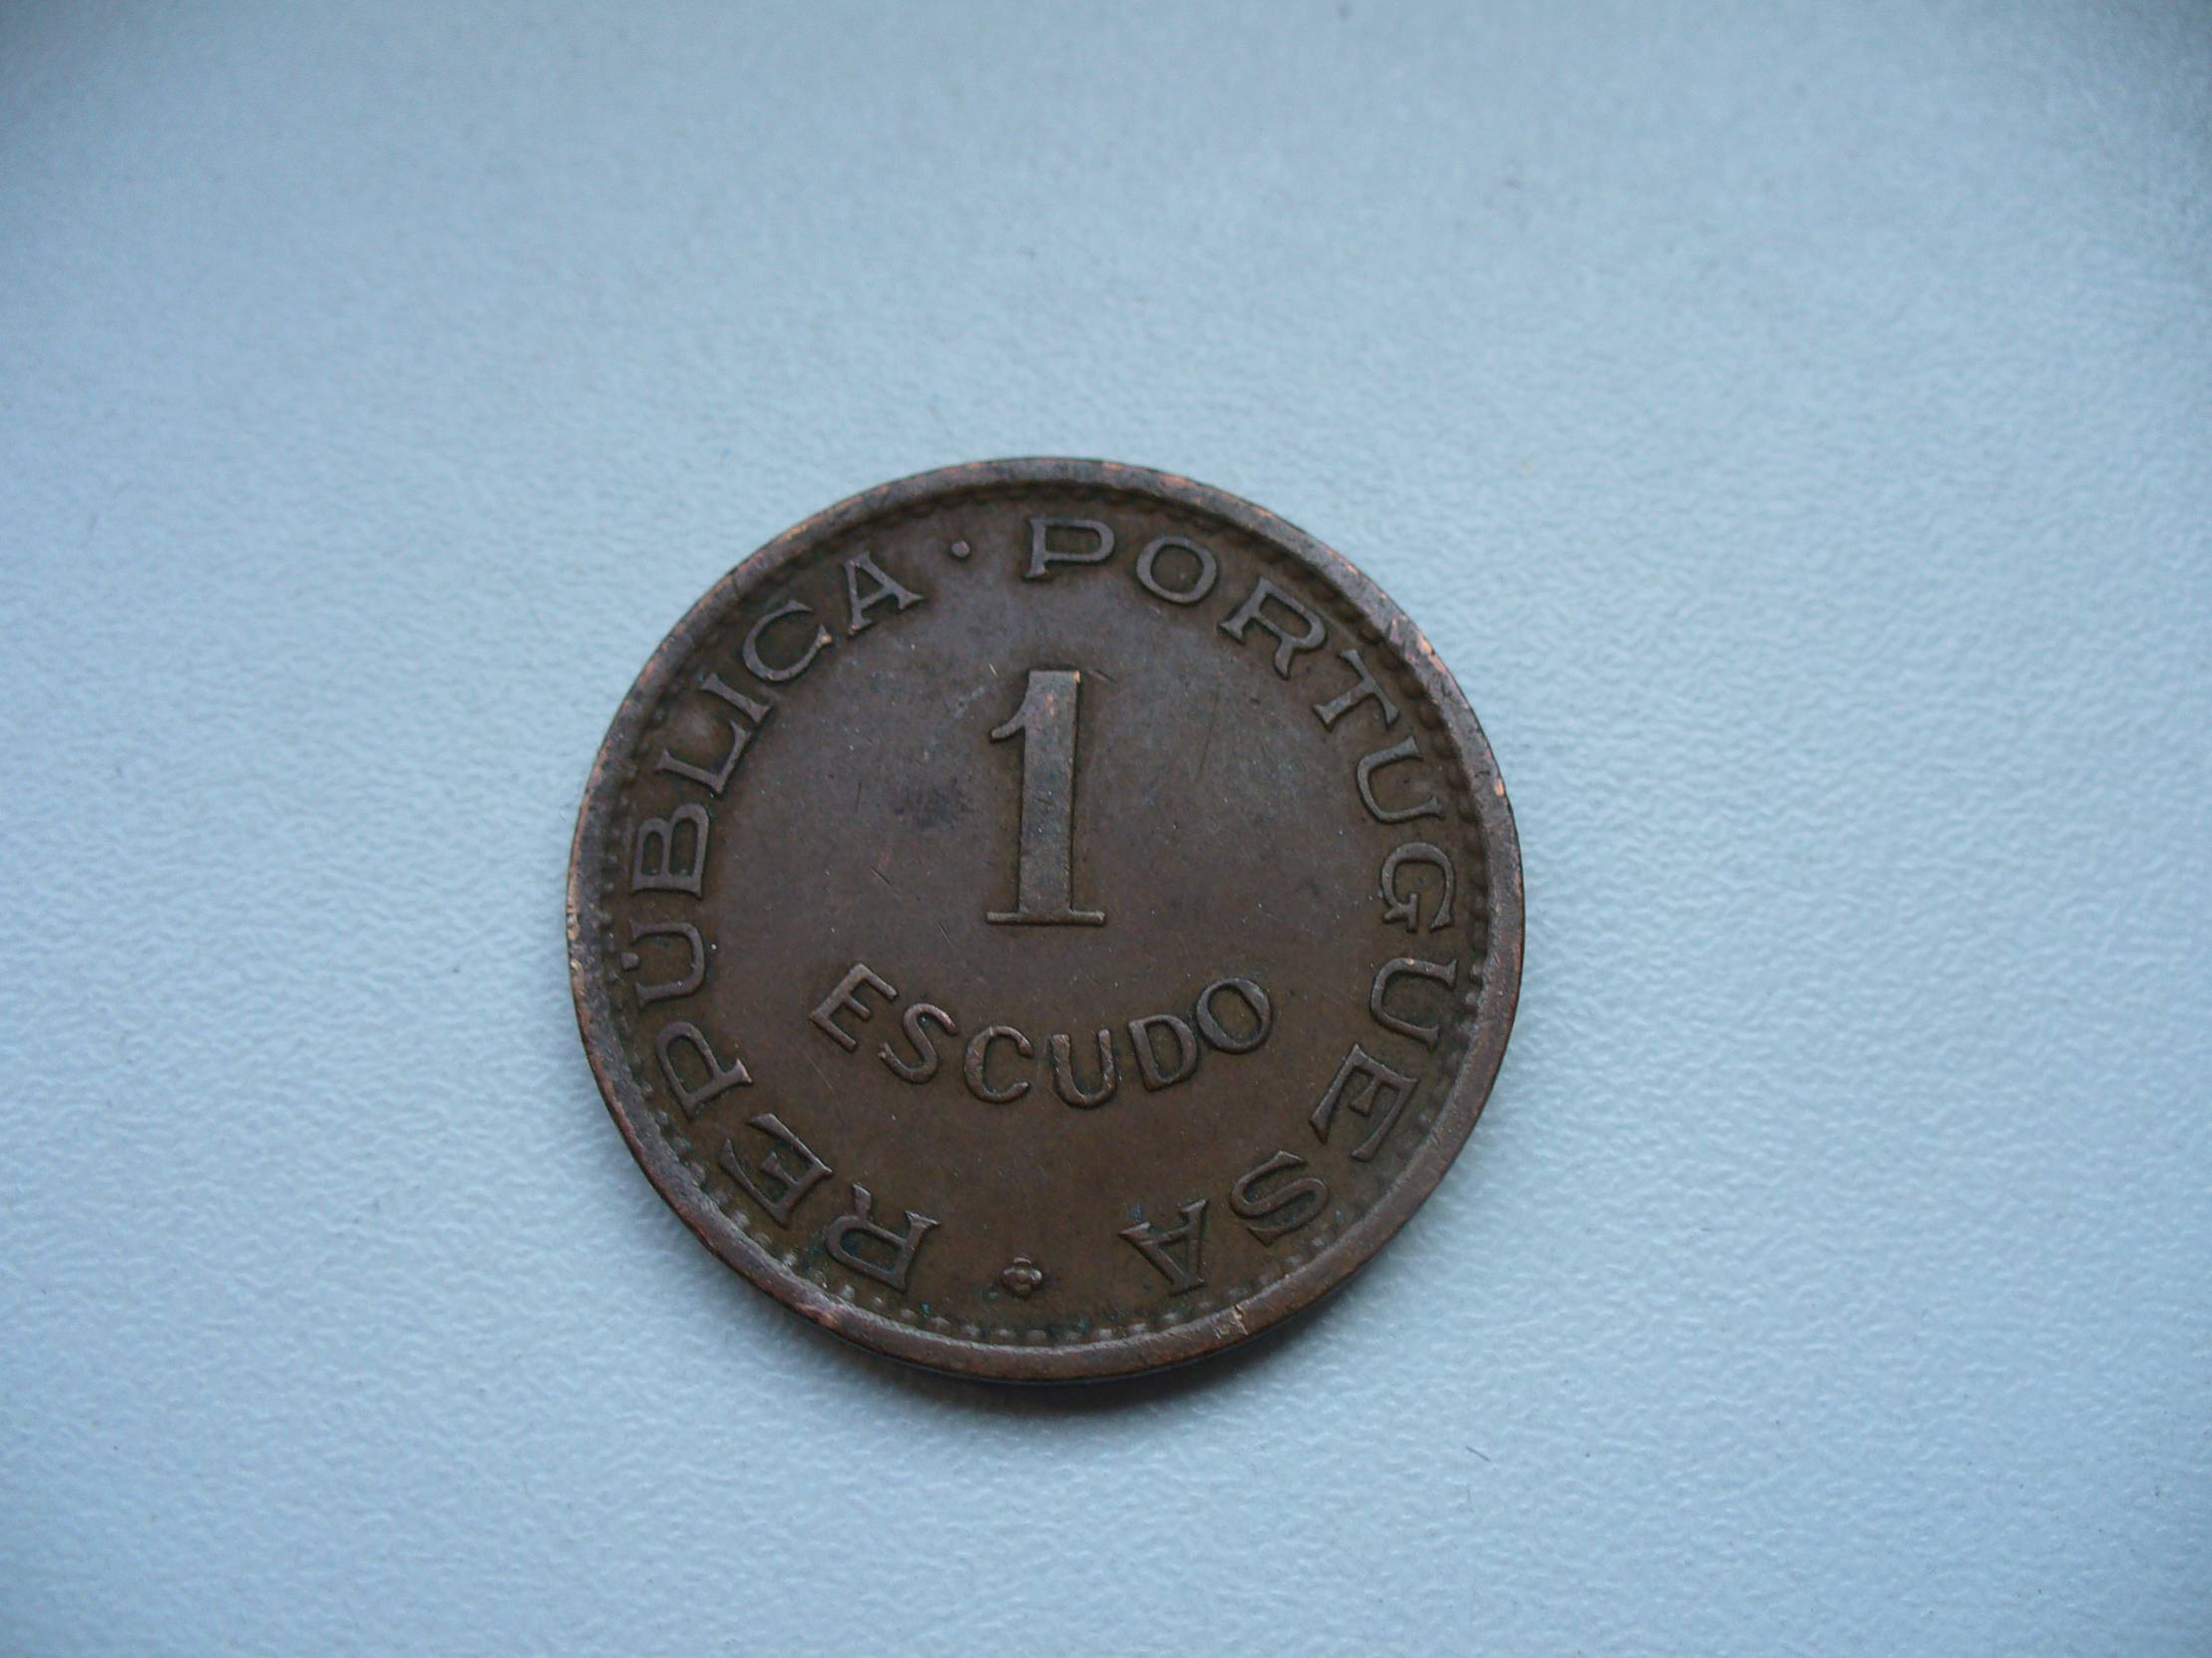 REPÚBLICA · PORTUGUESA
1
ESCUDO